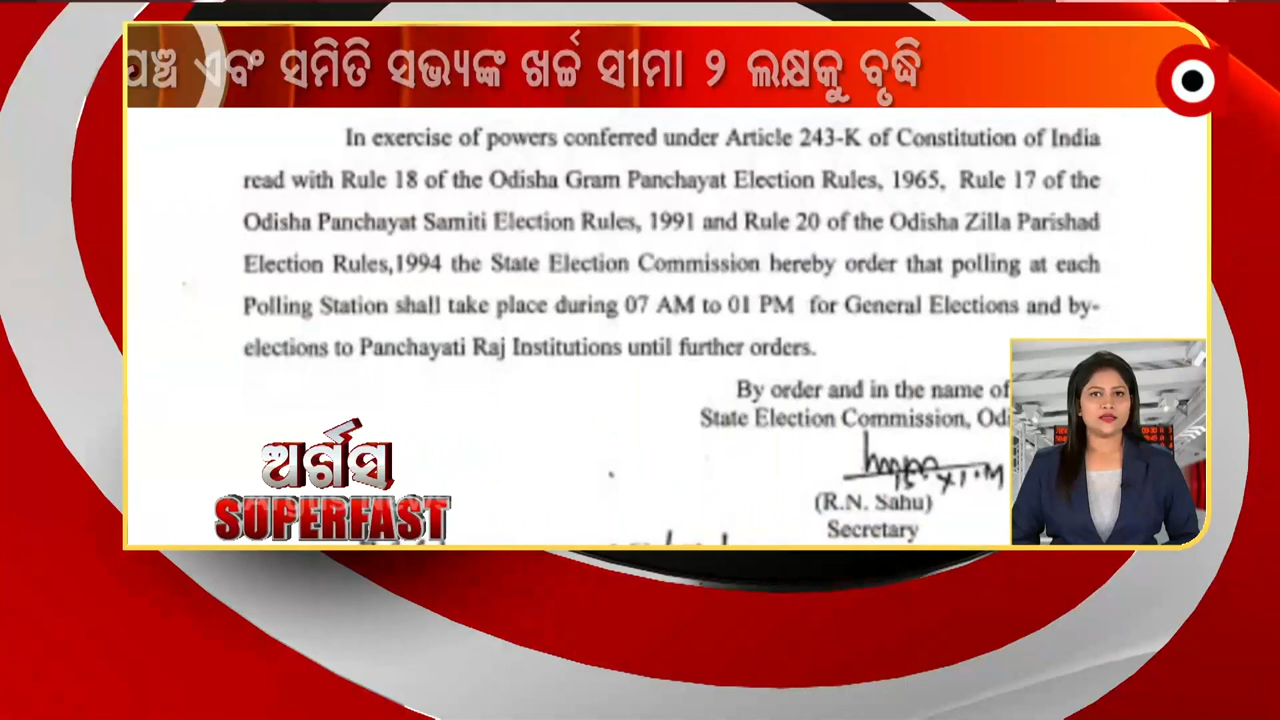 ପଞ୍ଚ ଏବଂ ସମିତି ସଭ୍ୟଙ୍କ ଖର୍ଚ୍ଚ ସୀମା ୨ ଲକ୍ଷକୁ ବୃଦ୍ଧି
In exercise of powers conferred under Article 243-K of Constitution of India
read with Rule 18 of the Odisha Gram Panchayat Election Rules, 1965, Rule 17 of the
Odisha Panchayat Samiti Election Rules, 1991 and Rule 20 of the Odisha Zilla Parishad
Election Rules,1994 the State Election Commission hereby order that polling at each
Polling Station shall take place during 07 AM to 01 PM for General Elections and by-
elections to Panchayati Raj Institutions until further orders.
By order and in the name of
State Election Commission,
(R.N. Sahu)
Secretary
ଅର୍ଗସ
SUPERFAST